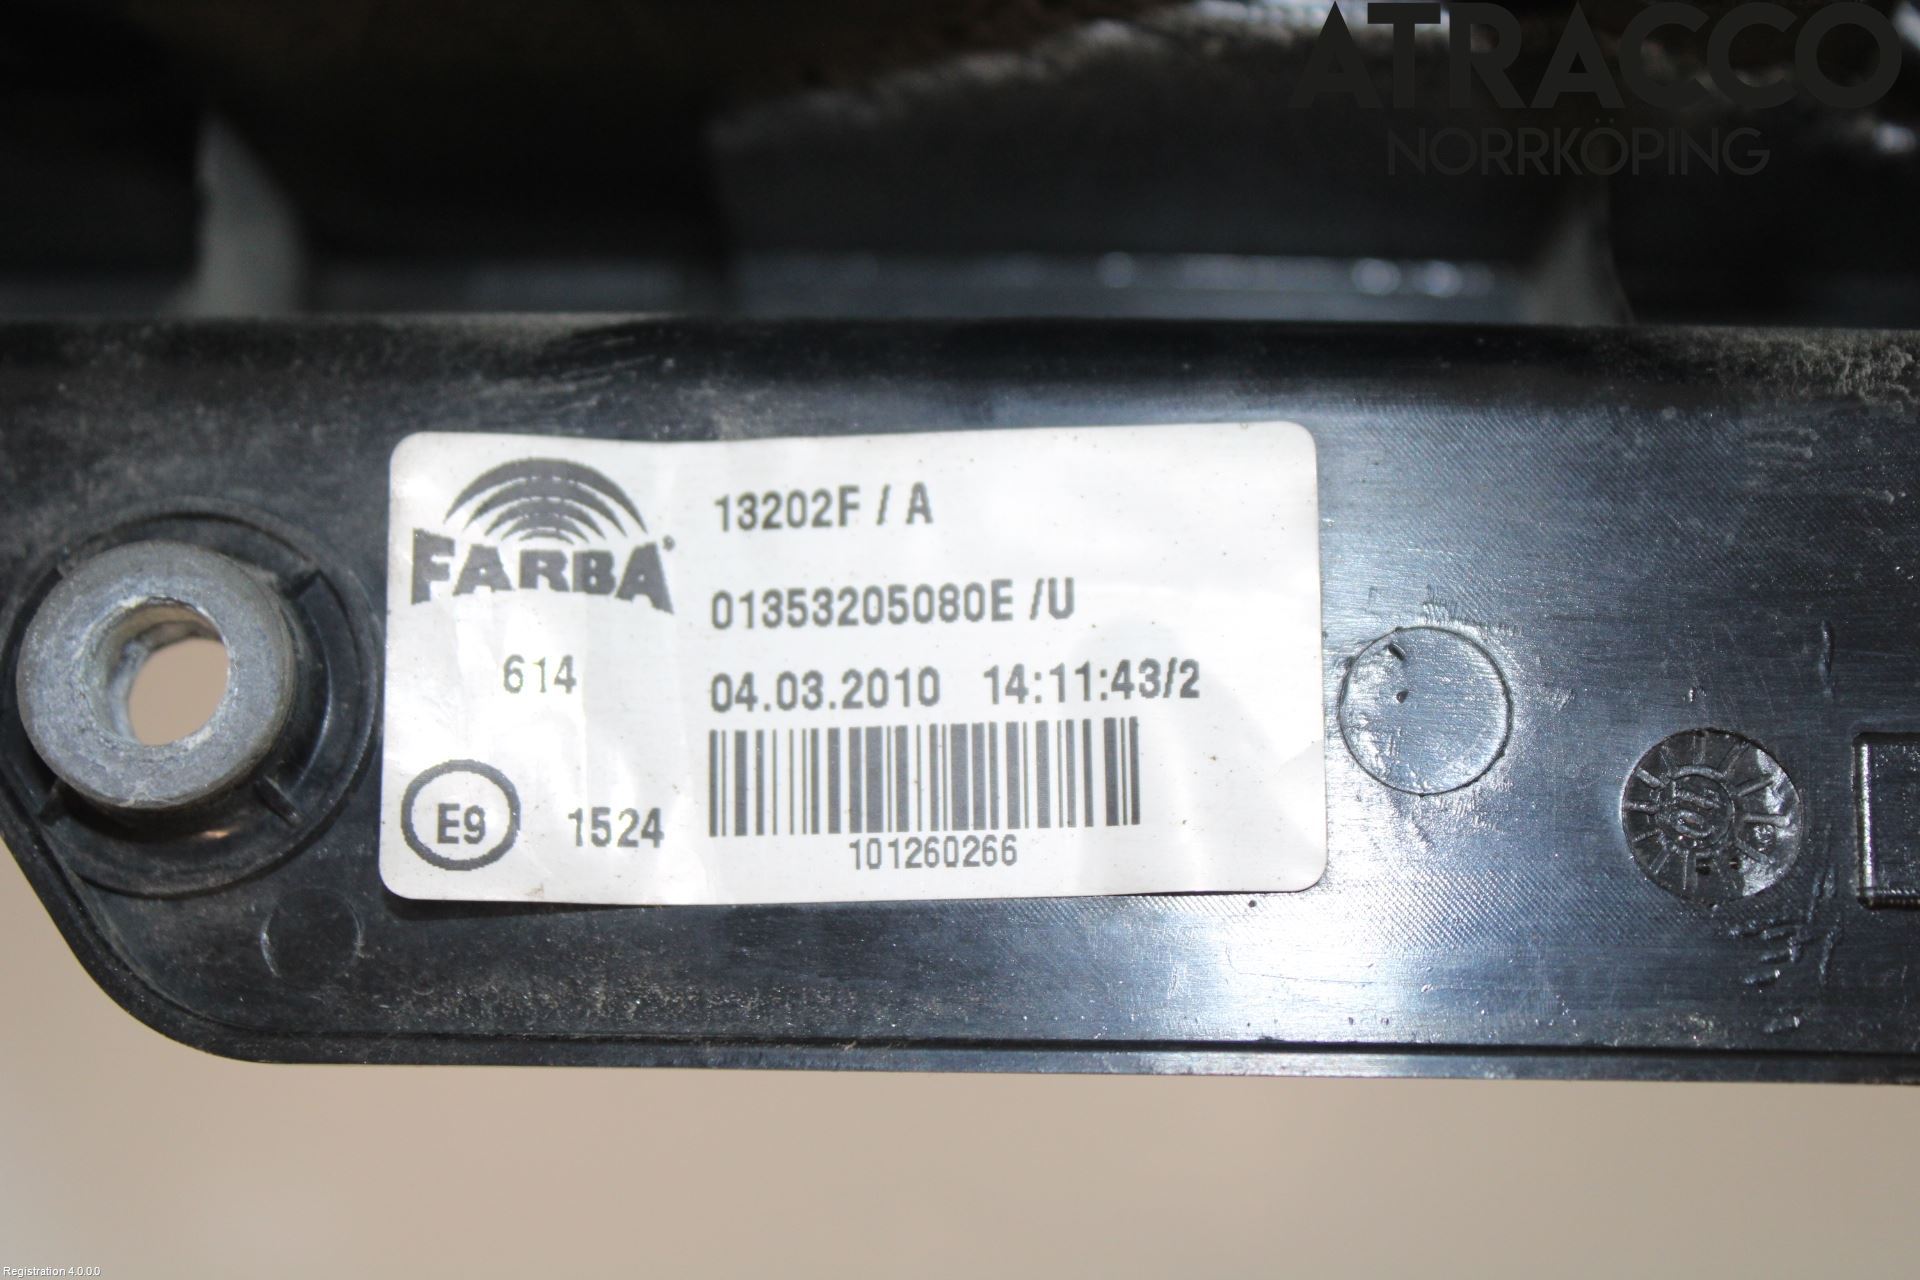 ATRACCO
NORRKÖPING
FARBA
13202F / A
01353205080E /U
614
04.03.2010 14:11:43/2
E9
1524
101260266
Registration 4.0.0.0